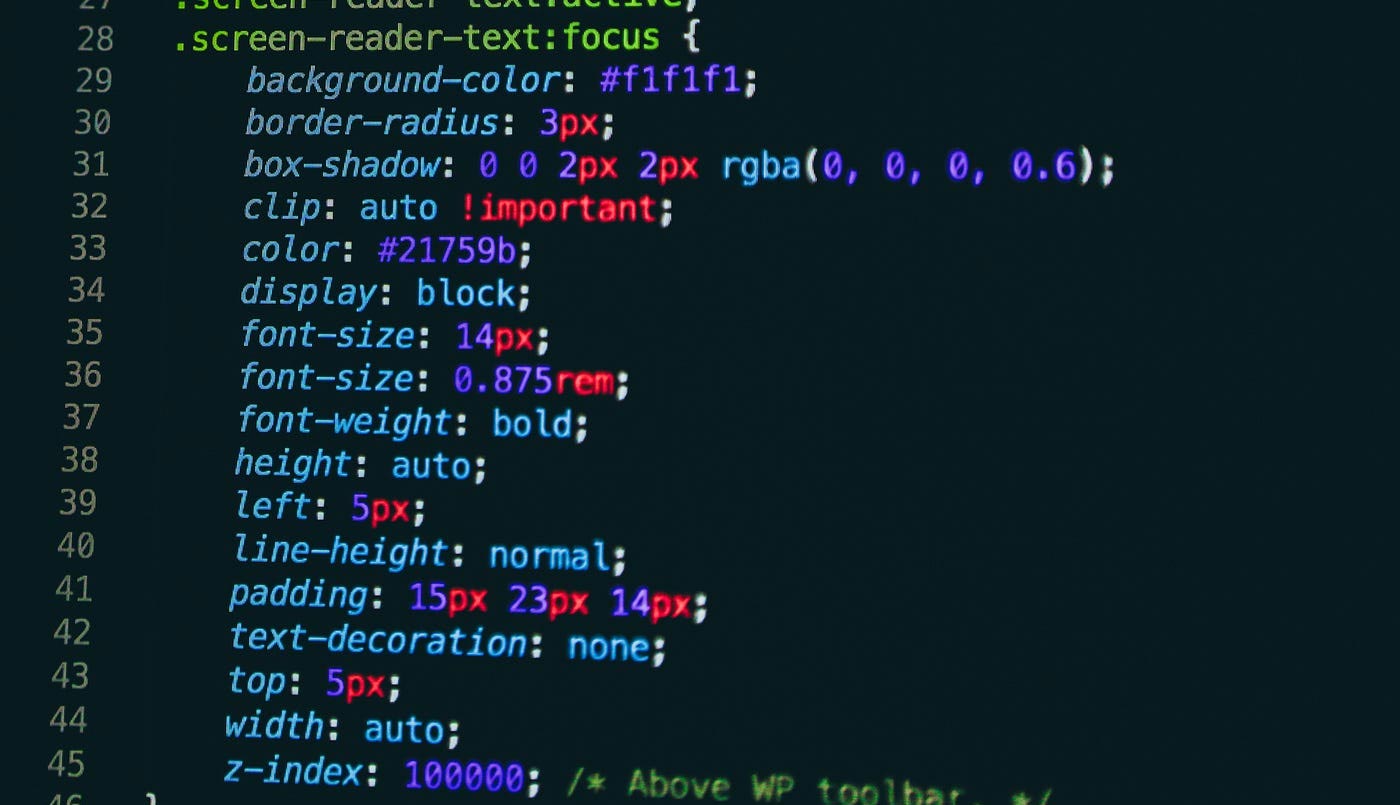 27 .screen-reader-text:active,
28 .screen-reader-text:focus {
29 background-color: #f1f1f1;
30 border-radius: 3px;
31 box-shadow: 0 0 2px 2px rgba(0, 0, 0, 0.6);
32 clip: auto !important;
33 color: #21759b;
34 display: block;
35 font-size: 14px;
36 font-size: 0.875rem;
37 font-weight: bold;
38 height: auto;
39 left: 5px;
40 line-height: normal;
41 padding: 15px 23px 14px;
42 text-decoration: none;
43 top: 5px;
44 width: auto;
45 z-index: 100000; /* Above WP toolbar. */
46 }